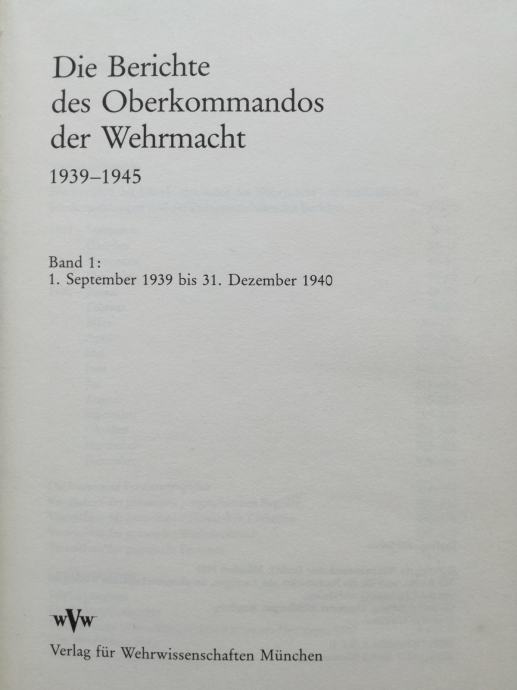 Die Berichte
des Oberkommandos
der Wehrmacht
1939–1945
Band 1:
1. September 1939 bis 31. Dezember 1940
wVw
Verlag für Wehrwissenschaften München